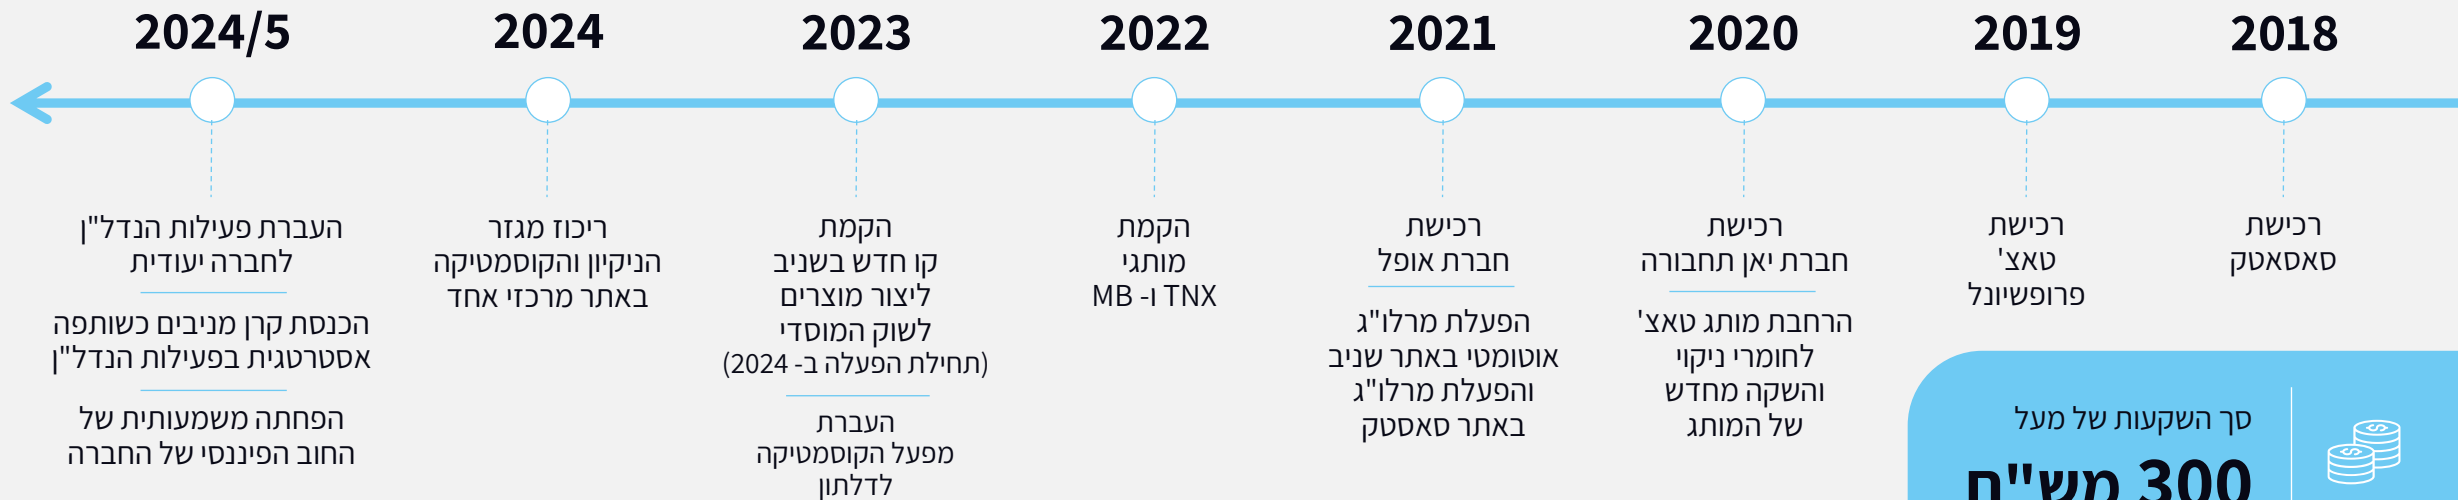 2018
רכישת
סאסאטק
2019
רכישת
טאצ'
פרופשיונל
2020
רכישת
חברת יאן תחבורה
הרחבת מותג טאצ'
לחומרי ניקוי
והשקה מחדש
של המותג
2021
רכישת
חברת אופל
הפעלת מרלו"ג
אוטומטי באתר שניב
והפעלת מרלו"ג
באתר סאסטק
2022
הקמת
מותגי
TNX ו- MB
2023
הקמת
קו חדש בשניב
ליצור מוצרים
לשוק המוסדי
(תחילת הפעלה ב- 2024)
העברת
מפעל הקוסמטיקה
לדלתון
2024
ריכוז מגזר
הניקיון והקוסמטיקה
באתר מרכזי אחד
2024/5
העברת פעילות הנדל"ן
לחברה יעודית
הכנסת קרן מניבים כשותפה
אסטרטגית בפעילות הנדל"ן
הפחתה משמעותית של
החוב הפיננסי של החברה
סך השקעות של מעל
300 מש"ח